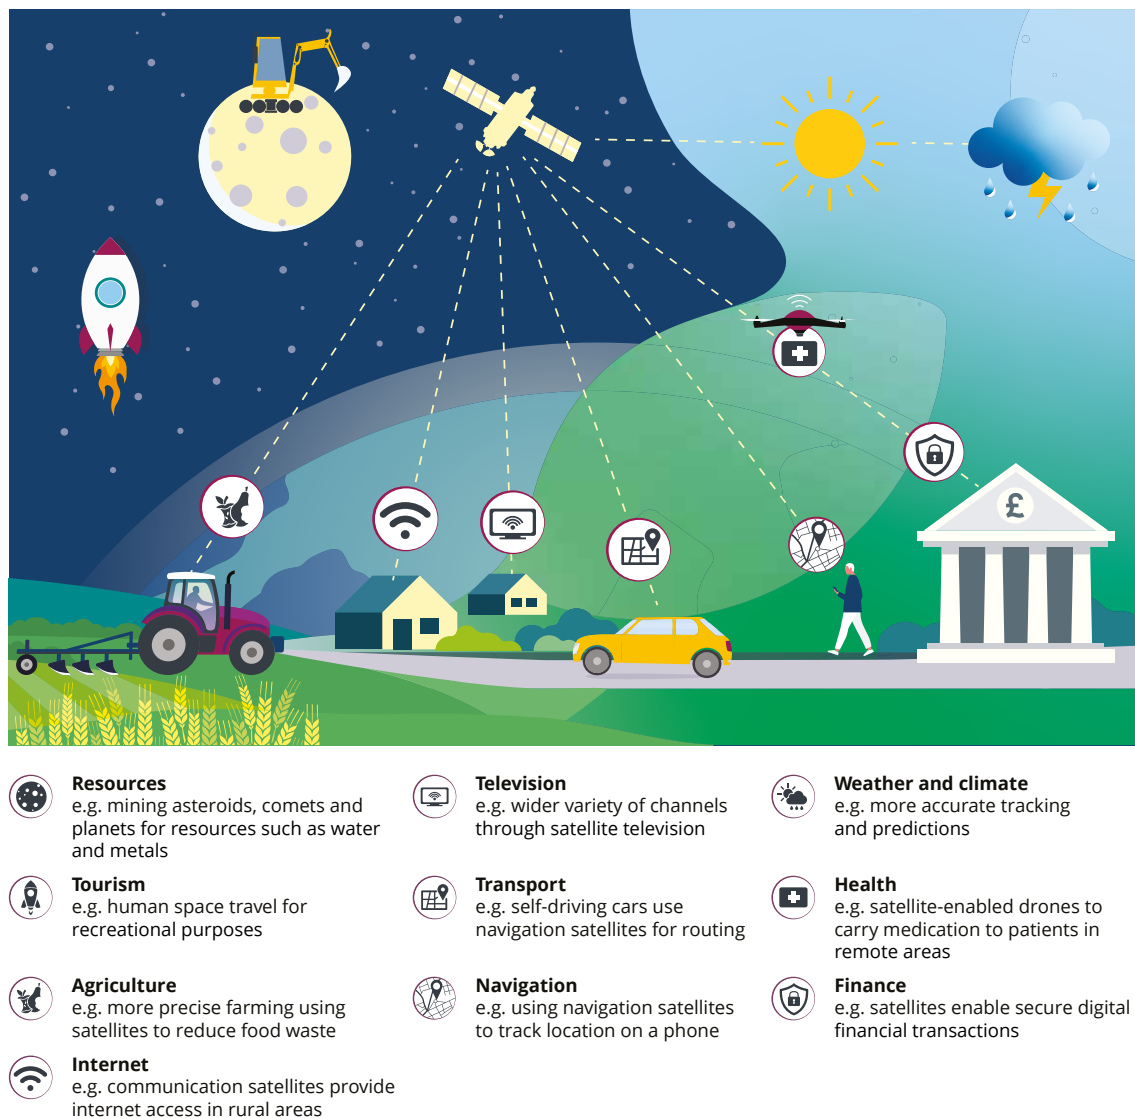 £
Resources
e.g. mining asteroids, comets and
planets for resources such as water
and metals
Tourism
e.g. human space travel for
recreational purposes
Agriculture
e.g. more precise farming using
satellites to reduce food waste
Internet
e.g. communication satellites provide
internet access in rural areas
Television
e.g. wider variety of channels
through satellite television
Transport
e.g. self-driving cars use
navigation satellites for routing
Navigation
e.g. using navigation satellites
to track location on a phone
Weather and climate
e.g. more accurate tracking
and predictions
Health
e.g. satellite-enabled drones to
carry medication to patients in
remote areas
Finance
e.g. satellites enable secure digital
financial transactions